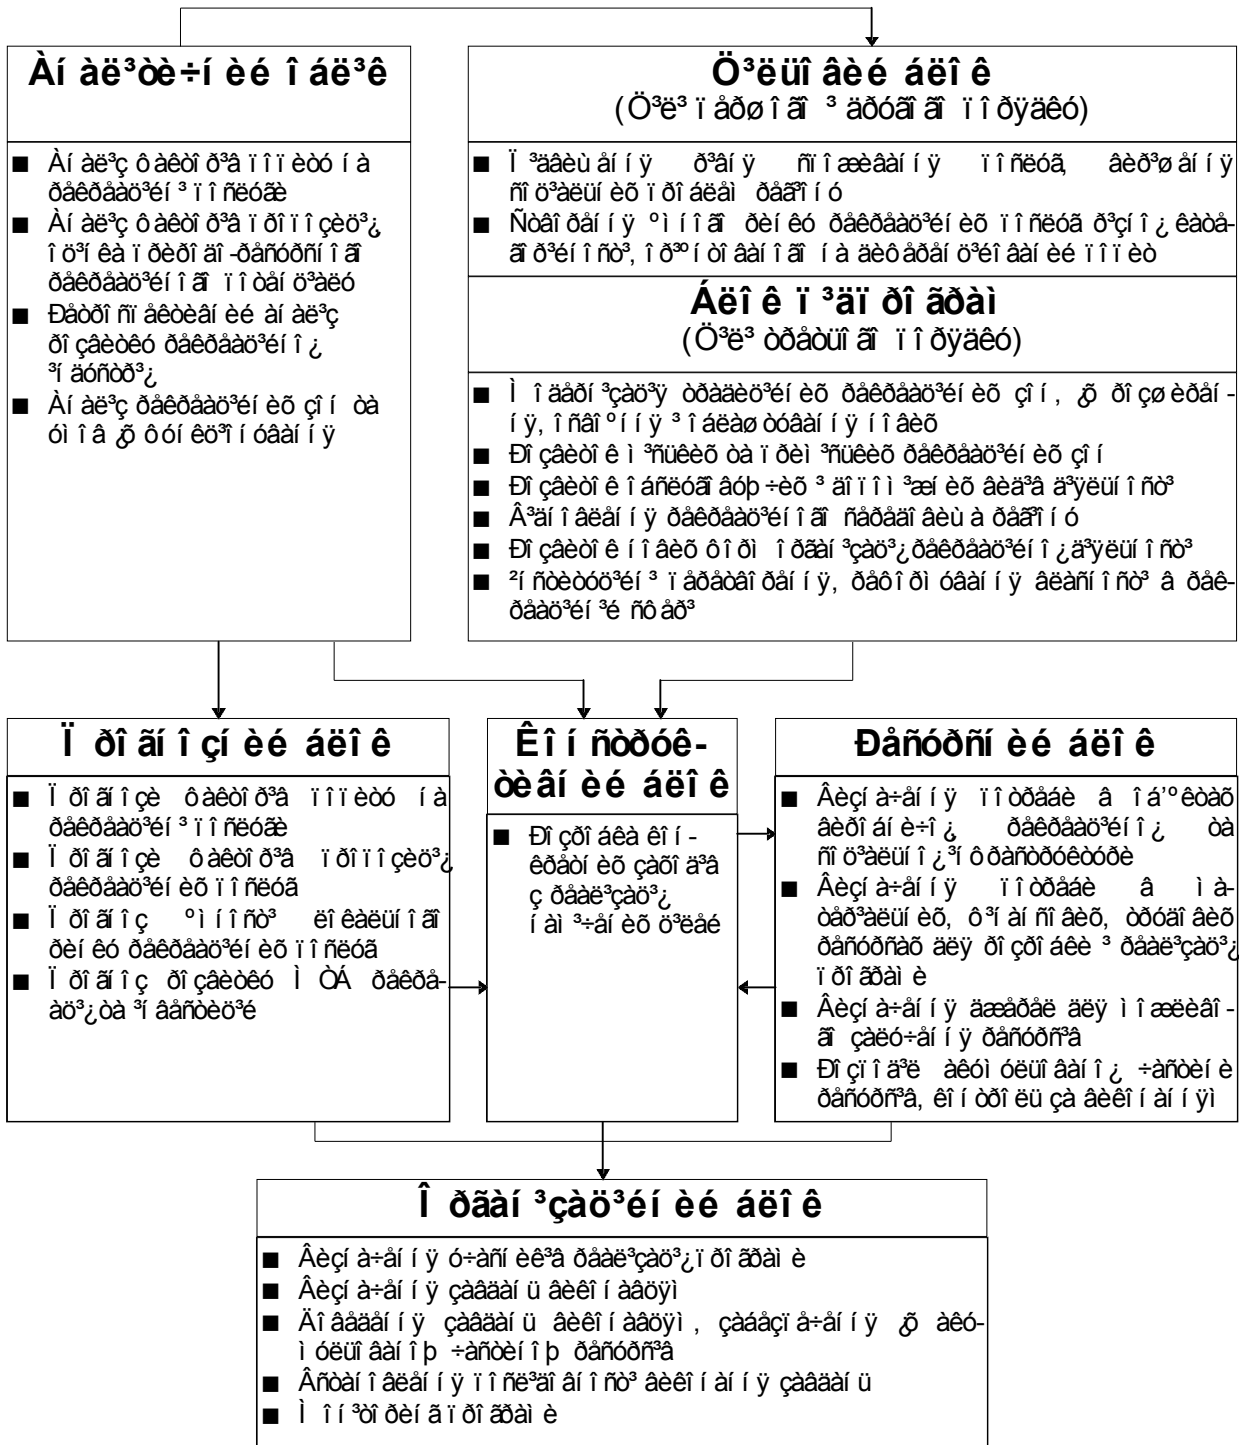 Àíàë³òè÷íèé îáë³ê
■ Àíàë³ç ôàêòîð³â ïîïèòó íà
ðåêðåàö³éí³ ïîñëóãè
■ Àíàë³ç ôàêòîð³â ïðîïîçèö³¿,
îö³íêà ïðèðîäî-ðåñóðñíîãî
ðåêðåàö³éíîãî ïîòåíö³àëó
■ Ðåòðîñïåêòèâíèé àíàë³ç
ðîçâèòêó ðåêðåàö³éíî¿
³íäóñòð³¿
■ Àíàë³ç ðåêðåàö³éíèõ çîí òà
óìîâ ¿õ ôóíêö³îíóâàííÿ
Ö³ëüîâèé áëîê
(Ö³ë³ ïåðøîãî ³ äðóãîãî ïîðÿäêó)
■ Ï³äâèùåííÿ ð³âíÿ ñïîæèâàííÿ ïîñëóã, âèð³øåííÿ
ñîö³àëüíèõ ïðîáëåì ðåã³îíó
■ Ñòâîðåííÿ ºìíîãî ðèíêó ðåêðåàö³éíèõ ïîñëóã ð³çíî¿ êàòå-
ãîð³éíîñò³, îð³ºíòîâàíîãî íà äèôåðåíö³éîâàíèé ïîïèò
Áëîê ï³äïðîãðàì
(Ö³ë³ òðåòüîãî ïîðÿäêó)
■ Ìîäåðí³çàö³ÿ òðàäèö³éíèõ ðåêðåàö³éíèõ çîí, ¿õ ðîçøèðåí-
íÿ, îñâîºííÿ ³ îáëàøòóâàííÿ íîâèõ
■ Ðîçâèòîê ì³ñüêèõ òà ïðèì³ñüêèõ ðåêðåàö³éíèõ çîí
■ Ðîçâèòîê îáñëóãîâóþ÷èõ ³ äîïîì³æíèõ âèä³â ä³ÿëüíîñò³
■ Â³äíîâëåííÿ ðåêðåàö³éíîãî ñåðåäîâèùà ðåã³îíó
■ Ðîçâèòîê íîâèõ ôîðì îðãàí³çàö³¿ ðåêðåàö³éíî¿ ä³ÿëüíîñò³
■ ²íñòèòóö³éí³ ïåðåòâîðåííÿ, ðåôîðìóâàííÿ âëàñíîñò³ â ðåê-
ðåàö³éí³é ñôåð³
Ïðîãíîçíèé áëîê
■ Ïðîãíîçè ôàêòîð³â ïîïèòó íà
ðåêðåàö³éí³ ïîñëóãè
■ Ïðîãíîçè ôàêòîð³â ïðîïîçèö³¿
ðåêðåàö³éíèõ ïîñëóã
■ Ïðîãíîç ºìíîñò³ ëîêàëüíîãî
ðèíêó ðåêðåàö³éíèõ ïîñëóã
■ Ïðîãíîç ðîçâèòêó ÌÒÁ ðåêðå-
àö³¿ òà ³íâåñòèö³é
Êîíñòðóê-
òèâíèé áëîê
■ Ðîçðîáêà êîí-
êðåòíèõ çàõîä³â
ç ðåàë³çàö³¿
íàì³÷åíèõ ö³ëåé
Ðåñóðñíèé áëîê
■ Âèçíà÷åííÿ ïîòðåáè â îá’ºêòàõ
âèðîáíè÷î¿, ðåêðåàö³éíî¿ òà
ñîö³àëüíî¿ ³íôðàñòðóêòóðè
■ Âèçíà÷åííÿ ïîòðåáè â ìà-
òåð³àëüíèõ, ô³íàíñîâèõ, òðóäîâèõ
ðåñóðñàõ äëÿ ðîçðîáêè ³ ðåàë³çàö³¿
ïðîãðàìè
■ Âèçíà÷åííÿ äæåðåë äëÿ ìîæëèâî-
ãî çàëó÷åííÿ ðåñóðñ³â
■ Ðîçïîä³ë àêóìóëüîâàíî¿ ÷àñòèíè
ðåñóðñ³â, êîíòðîëü çà âèêîíàííÿì
Îðãàí³çàö³éíèé áëîê
■ Âèçíà÷åííÿ ó÷àñíèê³â ðåàë³çàö³¿ ïðîãðàìè
■ Âèçíà÷åííÿ çàâäàíü âèêîíàâöÿì
■ Äîâåäåííÿ çàâäàíü âèêîíàâöÿì, çàáåçïå÷åííÿ ¿õ àêó-
ìóëüîâàíîþ ÷àñòèíîþ ðåñóðñ³â
■ Âñòàíîâëåííÿ ïîñë³äîâíîñò³ âèêîíàííÿ çàâäàíü
■ Ìîí³òîðèíã ïðîãðàìè